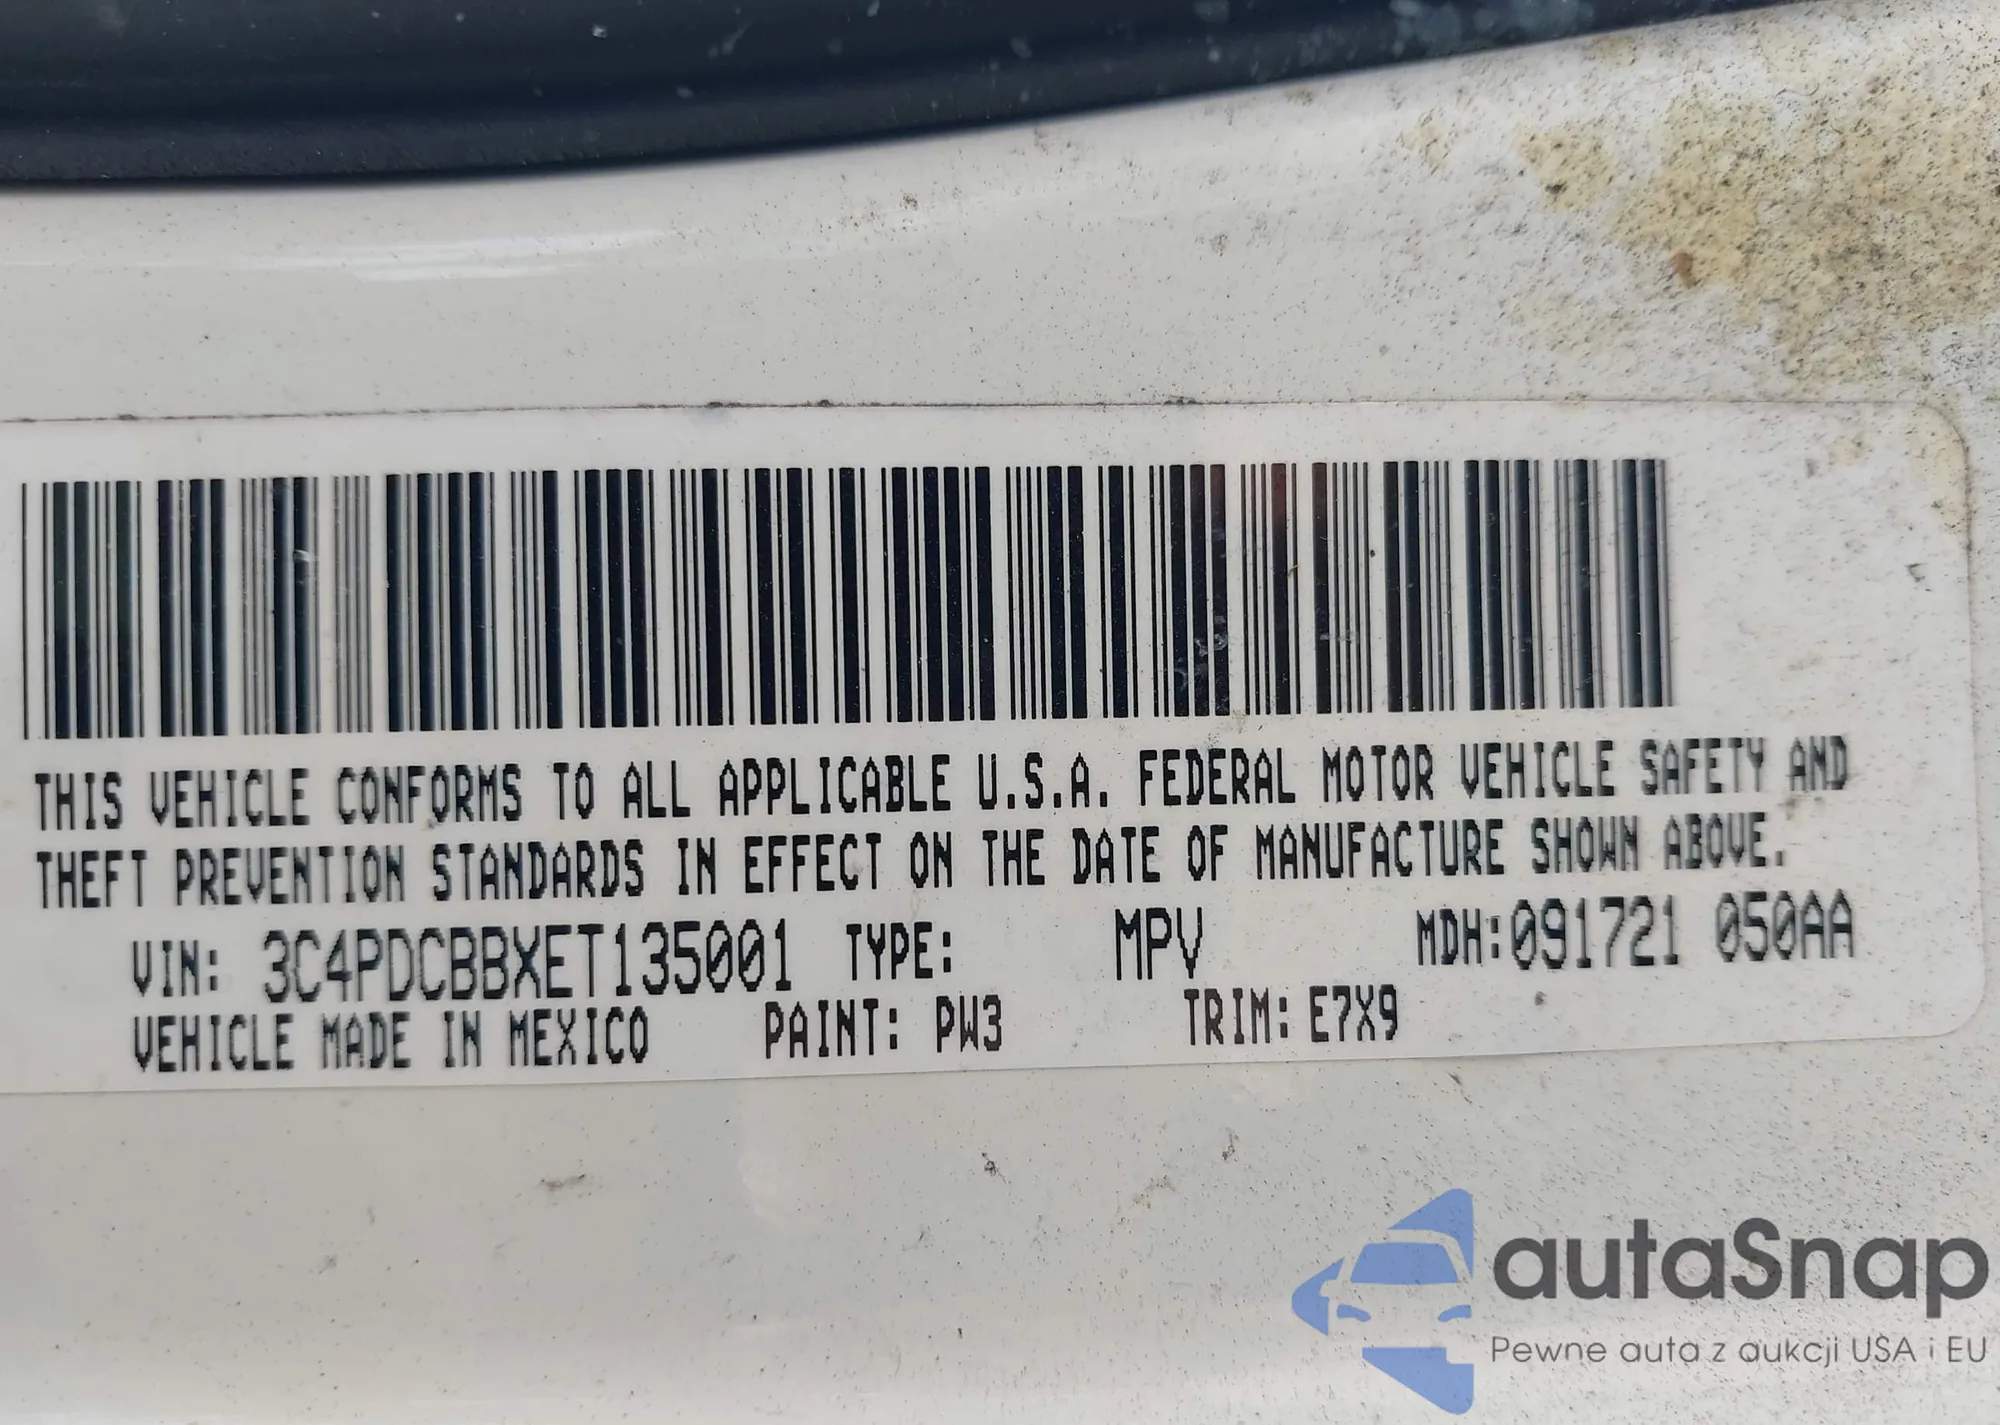 THIS VEHICLE CONFORMS TO ALL APPLICABLE U.S.A. FEDERAL MOTOR VEHICLE SAFETY AND
THEFT PREVENTION STANDARDS IN EFFECT ON THE DATE OF MANUFACTURE SHOWN ABOVE.
VIN: 3C4PDCBBXET135001 TYPE: MPV MDH:091721 050AA
VEHICLE MADE IN MEXICO PAINT: PW3 TRIM: E7X9
autaSnap
Pewne auta z aukcji USA i EU